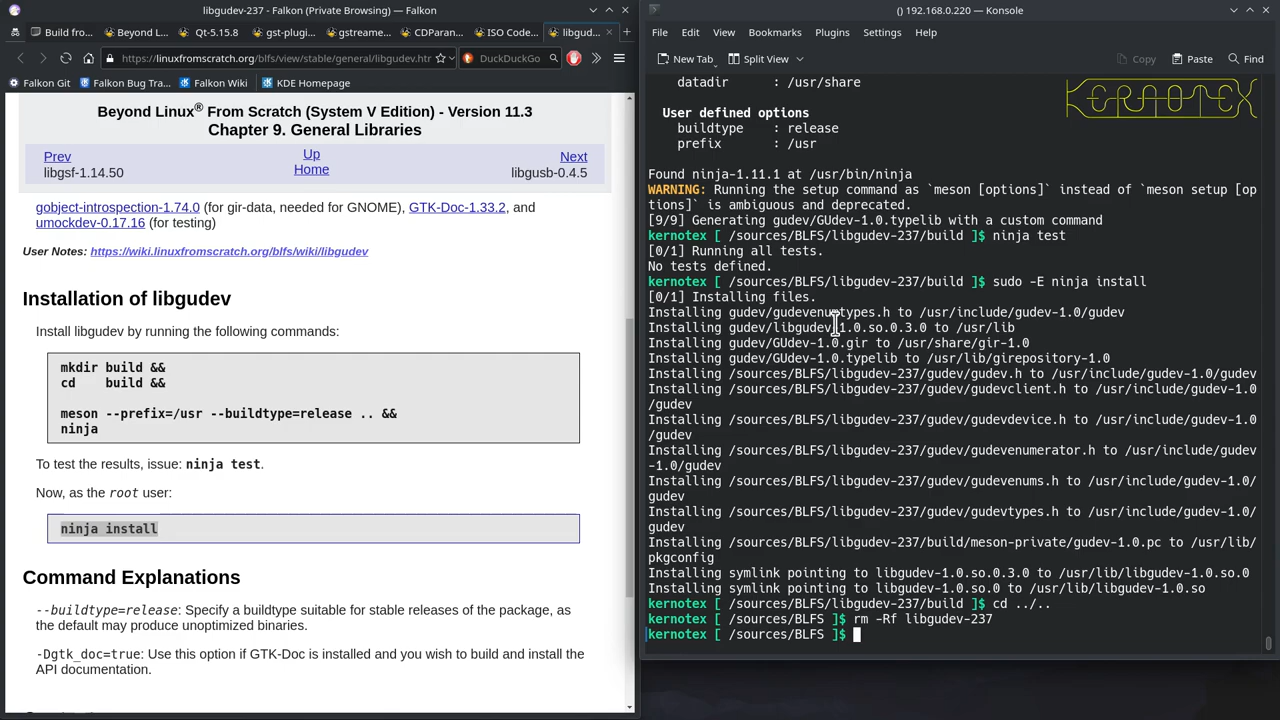 libgudev-237 - Falkon (Private Browsing) — Falkon
Build fro...
Beyond L...
Qt-5.15.8
gst-plugi...
gstreame...
CDParan...
ISO Code...
libgud...
https://linuxfromscratch.org/blfs/view/stable/general/libgudev.htr
DuckDuckGo
Falkon Git
Falkon Bug Tra...
Falkon Wiki
KDE Homepage
Beyond Linux® From Scratch (System V Edition) - Version 11.3
Chapter 9. General Libraries
Prev
Up
Next
libgsf-1.14.50
Home
libgusb-0.4.5
gobject-introspection-1.74.0 (for gir-data, needed for GNOME), GTK-Doc-1.33.2, and
umockdev-0.17.16 (for testing)
User Notes: https://wiki.linuxfromscratch.org/blfs/wiki/libgudev
Installation of libgudev
Install libgudev by running the following commands:
mkdir build &&
cd    build &&
meson --prefix=/usr --buildtype=release .. &&
ninja
To test the results, issue: ninja test.
Now, as the root user:
ninja install
Command Explanations
--buildtype=release: Specify a buildtype suitable for stable releases of the package, as
the default may produce unoptimized binaries.
-Dgtk_doc=true: Use this option if GTK-Doc is installed and you wish to build and install the
API documentation.
() 192.168.0.220 — Konsole
File Edit View Bookmarks Plugins Settings Help
New Tab
Split View
Copy
Paste
Find
KERNOTEX
datadir : /usr/share
User defined options
buildtype : release
prefix : /usr
Found ninja-1.11.1 at /usr/bin/ninja
WARNING: Running the setup command as `meson [options]` instead of `meson setup [op
tions]` is ambiguous and deprecated.
[9/9] Generating gudev/GUdev-1.0.typelib with a custom command
kernotex [ /sources/BLFS/libgudev-237/build ]$ ninja test
[0/1] Running all tests.
No tests defined.
kernotex [ /sources/BLFS/libgudev-237/build ]$ sudo -E ninja install
[0/1] Installing files.
Installing gudev/gudevenumtypes.h to /usr/include/gudev-1.0/gudev
Installing gudev/libgudev-1.0.so.0.3.0 to /usr/lib
Installing gudev/GUdev-1.0.gir to /usr/share/gir-1.0
Installing gudev/GUdev-1.0.typelib to /usr/lib/girepository-1.0
Installing /sources/BLFS/libgudev-237/gudev/gudev.h to /usr/include/gudev-1.0/gudev
Installing /sources/BLFS/libgudev-237/gudev/gudevclient.h to /usr/include/gudev-1.0
/gudev
Installing /sources/BLFS/libgudev-237/gudev/gudevdevice.h to /usr/include/gudev-1.0
/gudev
Installing /sources/BLFS/libgudev-237/gudev/gudevenumerator.h to /usr/include/gudev
-1.0/gudev
Installing /sources/BLFS/libgudev-237/gudev/gudevenums.h to /usr/include/gudev-1.0/
gudev
Installing /sources/BLFS/libgudev-237/gudev/gudevtypes.h to /usr/include/gudev-1.0/
gudev
Installing /sources/BLFS/libgudev-237/build/meson-private/gudev-1.0.pc to /usr/lib/
pkgconfig
Installing symlink pointing to libgudev-1.0.so.0.3.0 to /usr/lib/libgudev-1.0.so.0
Installing symlink pointing to libgudev-1.0.so.0 to /usr/lib/libgudev-1.0.so
kernotex [ /sources/BLFS/libgudev-237/build ]$ cd ../..
kernotex [ /sources/BLFS ]$ rm -Rf libgudev-237
kernotex [ /sources/BLFS ]$